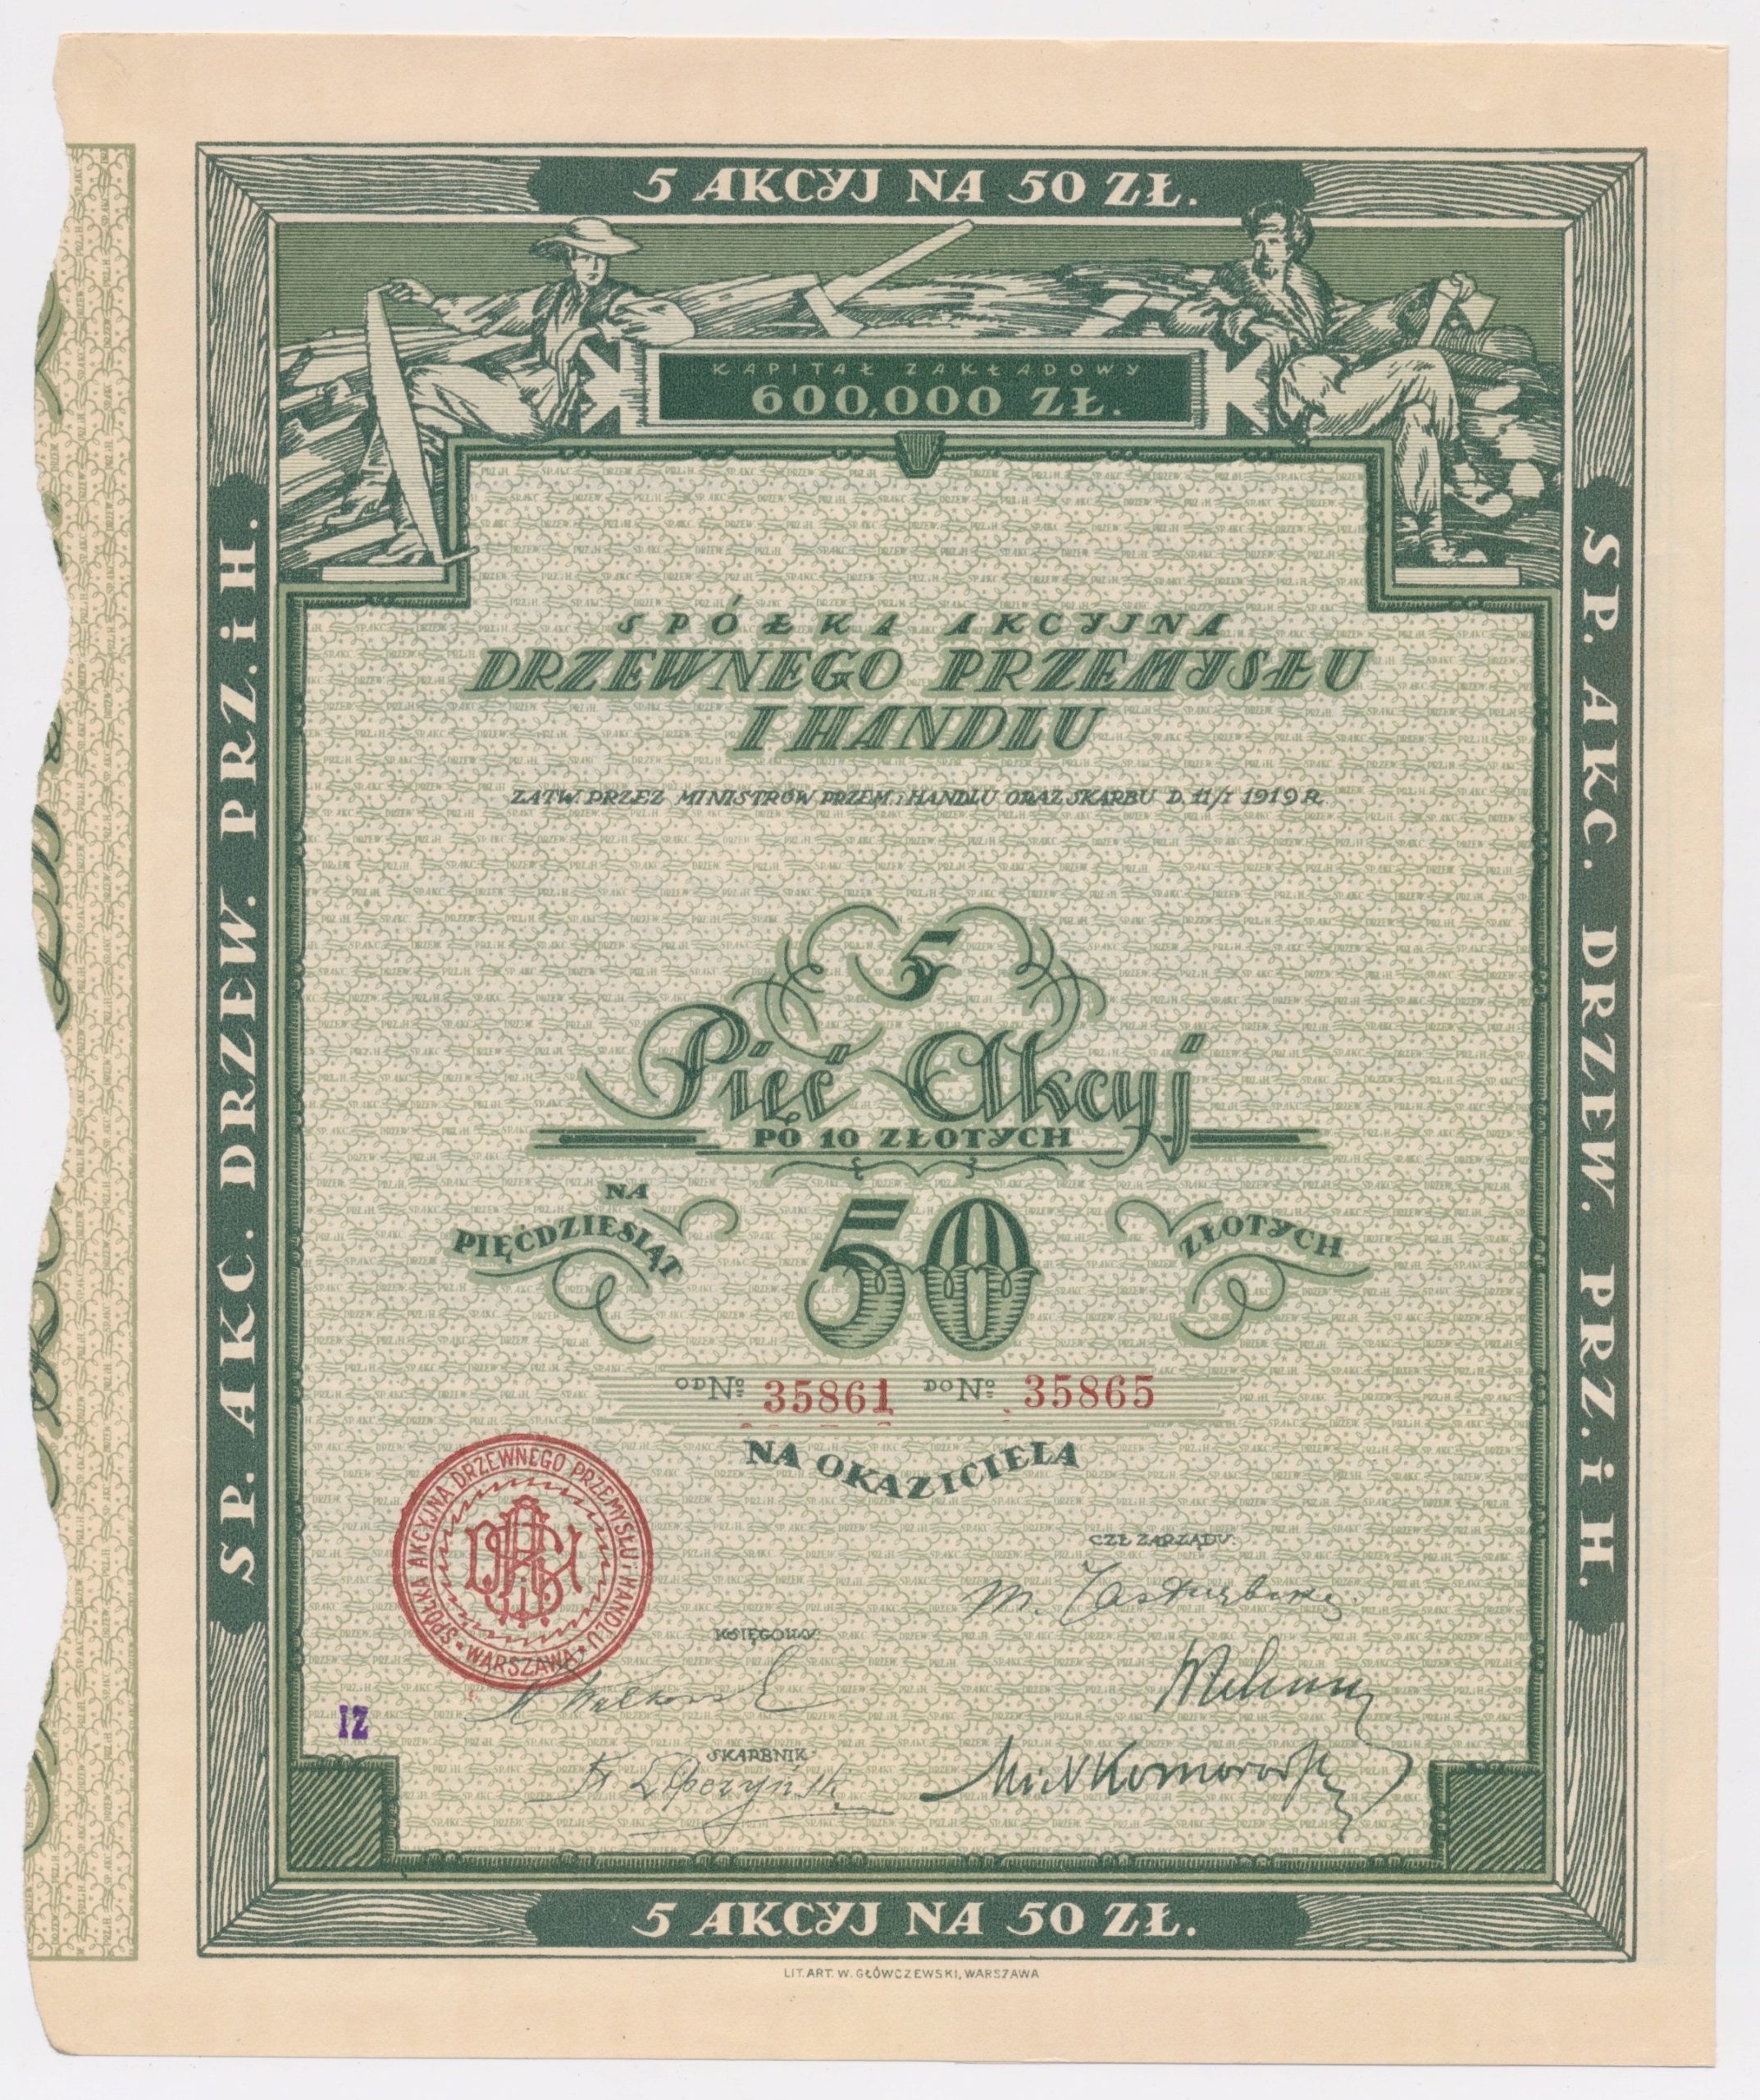 5 AKCYJ NA 50 ZŁ.
KAPITAŁ ZAKŁADOWY
600,000 ZŁ.
SP. AKC. DRZEW. PRZ. i H.
SP. AKC. DRZEW. PRZ. i H.
SPÓŁKA AKCYJNA
DRZEWNEGO PRZEMYSŁU
I HANDLU
ZATW. PRZEZ MINISTRÓW PRZEM. i HANDLU ORAZ SKARBU D. 11/I 1919 R.
5
Pięć Akcyj
PO 10 ZŁOTYCH
NA
PIĘĆDZIESIĄT 50 ZŁOTYCH
OD Nº 35861 DO Nº 35865
NA OKAZICIELA
SPÓŁKA AKCYJNA DRZEWNEGO PRZEMYSŁU i HANDLU
WARSZAWA
CZŁ. ZARZĄDU:
KSIĘGOWY:
IZ
SKARBNIK:
5 AKCYJ NA 50 ZŁ.
LIT. ART. W. GŁÓWCZEWSKI, WARSZAWA